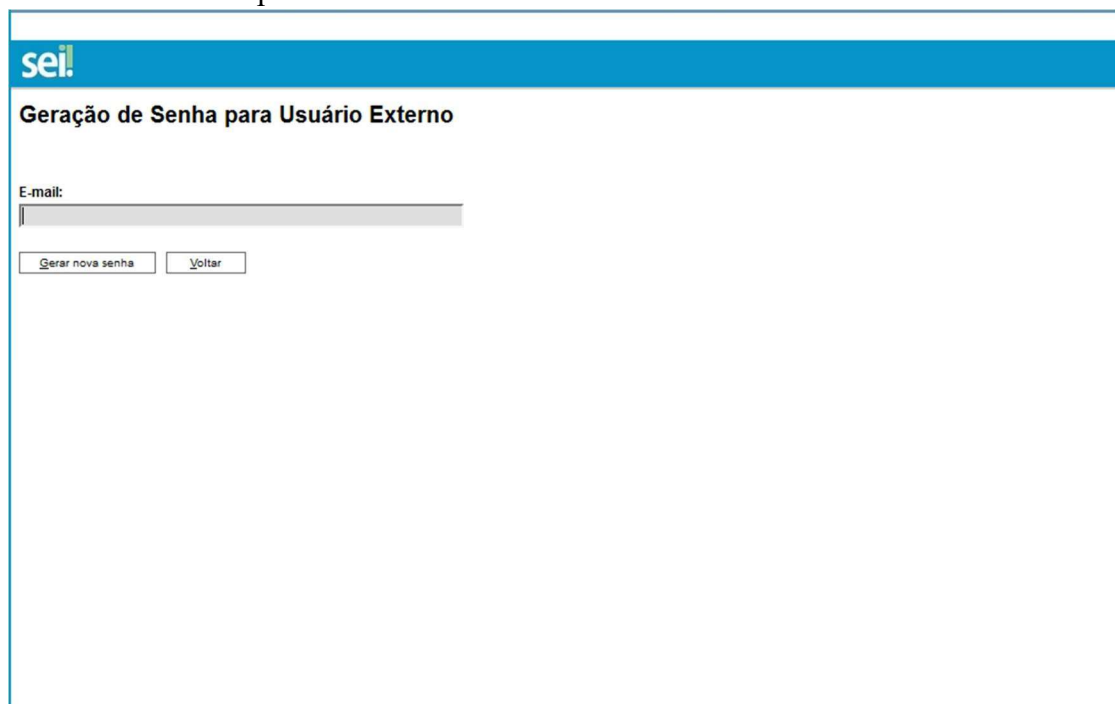 sei!
Geração de Senha para Usuário Externo
E-mail:
Gerar nova senha Voltar